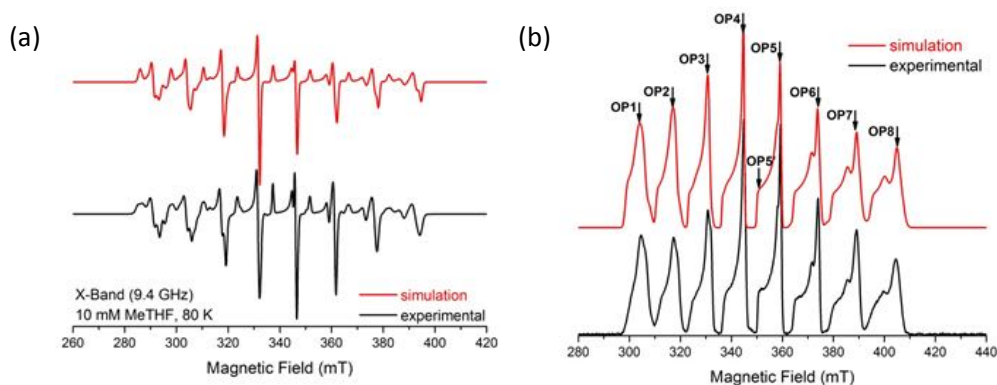 (a)
simulation
experimental
X-Band (9.4 GHz)
10 mM MeTHF, 80 K
260 280 300 320 340 360 380 400 420
Magnetic Field (mT)
(b)
simulation
experimental
OP1
OP2
OP3
OP4
OP5
OP5'
OP6
OP7
OP8
280 300 320 340 360 380 400 420 440
Magnetic Field (mT)